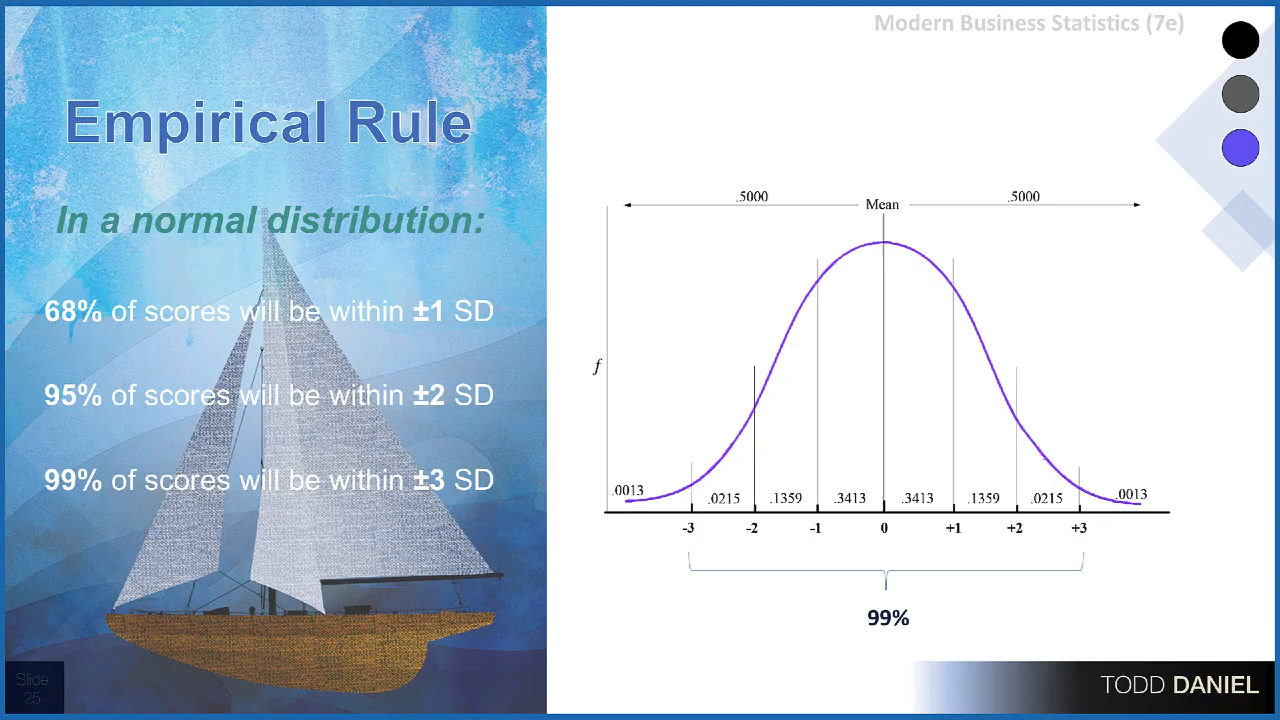 Modern Business Statistics (7e)
Empirical Rule
In a normal distribution:
68% of scores will be within ±1 SD
95% of scores will be within ±2 SD
99% of scores will be within ±3 SD
.5000 Mean .5000
f
.0013 .0215 .1359 .3413 .3413 .1359 .0215 .0013
-3 -2 -1 0 +1 +2 +3
99%
Slide
25
TODD DANIEL